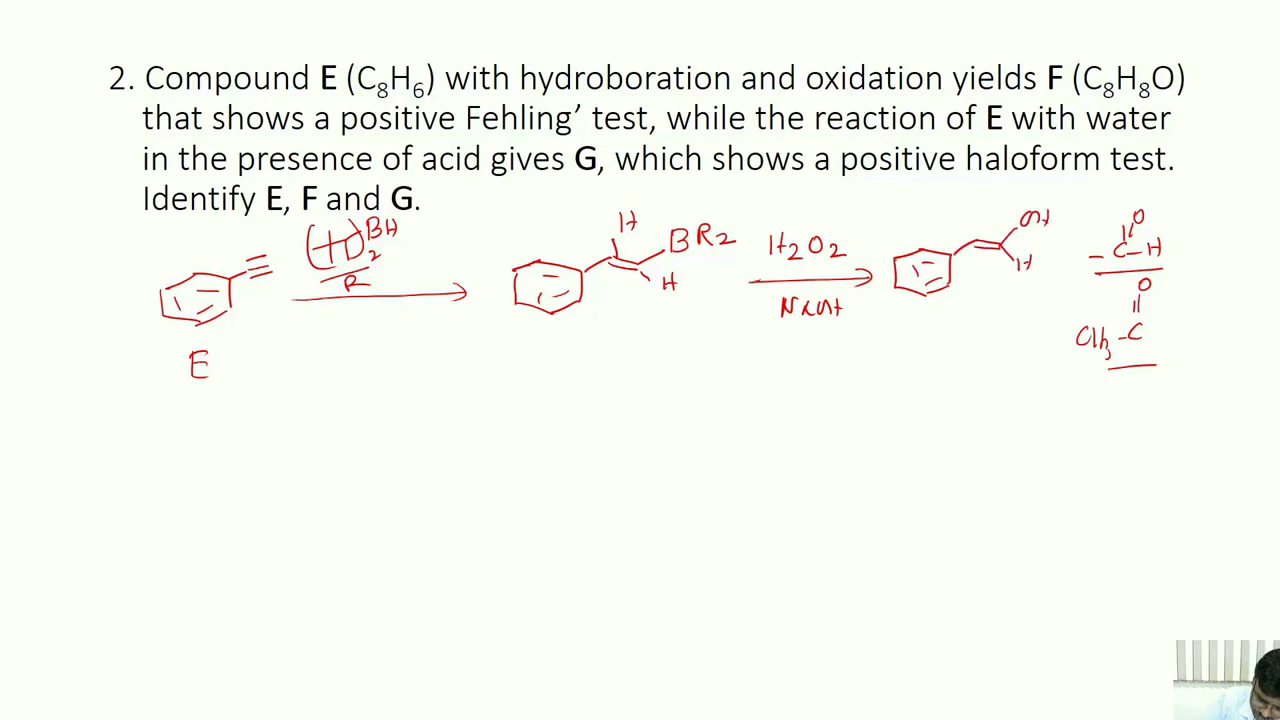 2. Compound E (C₈H₆) with hydroboration and oxidation yields F (C₈H₈O)
that shows a positive Fehling’ test, while the reaction of E with water
in the presence of acid gives G, which shows a positive haloform test.
Identify E, F and G.
BH
2
R
E
H
BR₂
H
H₂O₂
NaOH
OH
H
O
-C-H
O
CH₃-C